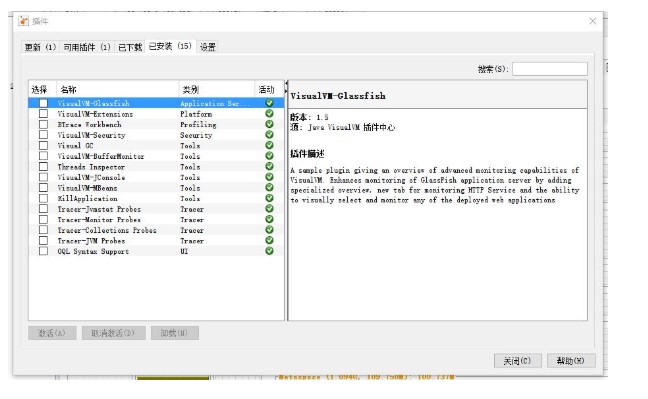 插件
更新 (1) 可用插件 (1) 已下载 已安装 (15) 设置
搜索(S):
选择 名称 类别 活动
VisualVM-Glassfish Application Ser...
VisualVM-Extensions Platform
BTrace Workbench Profiling
VisualVM-Security Security
Visual GC Tools
VisualVM-BufferMonitor Tools
Threads Inspector Tools
VisualVM-JConsole Tools
VisualVM-MBeans Tools
KillApplication Tools
Tracer-Jvmstat Probes Tracer
Tracer-Monitor Probes Tracer
Tracer-Collections Probes Tracer
Tracer-JVM Probes Tracer
OQL Syntax Support UI
VisualVM-Glassfish
版本: 1.5
源: Java VisualVM 插件中心
插件描述
A sample plugin giving an overview of advanced monitoring capabilities of
VisualVM. Enhances monitoring of GlassFish application server by adding
specialized overview, new tab for monitoring HTTP Service and the ability
to visually select and monitor any of the deployed web applications
激活(A) 取消激活(D) 卸载(U)
关闭(C) 帮助(H)